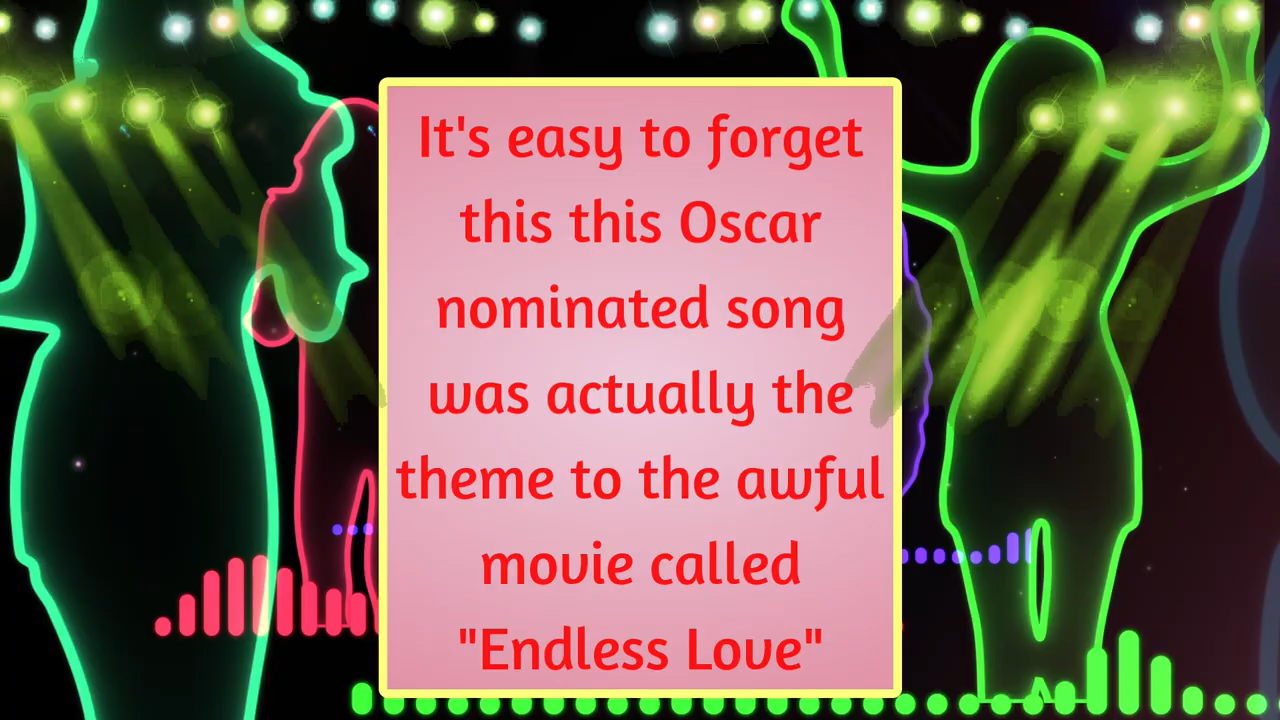 It's easy to forget
this this Oscar
nominated song
was actually the
theme to the awful
movie called
"Endless Love"